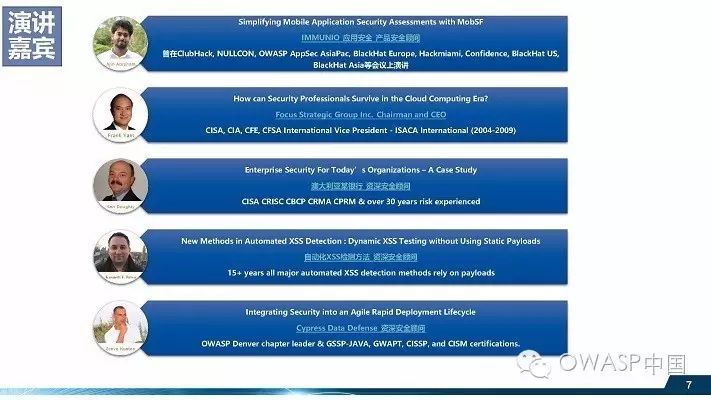 演讲
嘉宾
Simplifying Mobile Application Security Assessments with MobSF
IMMUNIO 应用安全 产品安全顾问
曾在ClubHack, NULLCON, OWASP AppSec AsiaPac, BlackHat Europe, Hackmiami, Confidence, BlackHat US,
BlackHat Asia等会议上演讲
Ajin Abraham
How can Security Professionals Survive in the Cloud Computing Era?
Focus Strategic Group Inc. Chairman and CEO
CISA, CIA, CFE, CFSA International Vice President - ISACA International (2004-2009)
Frank Yam
Enterprise Security For Today's Organizations – A Case Study
澳大利亚某银行 资深安全顾问
CISA CRISC CBCP CRMA CPRM & over 30 years risk experienced
New Methods in Automated XSS Detection : Dynamic XSS Testing without Using Static Payloads
自动化XSS检测方法 资深安全顾问
15+ years all major automated XSS detection methods rely on payloads
Integrating Security into an Agile Rapid Deployment Lifecycle
Cypress Data Defense 资深安全顾问
OWASP Denver chapter leader & GSSP-JAVA, GWAPT, CISSP, and CISM certifications.
OWASP中国
7